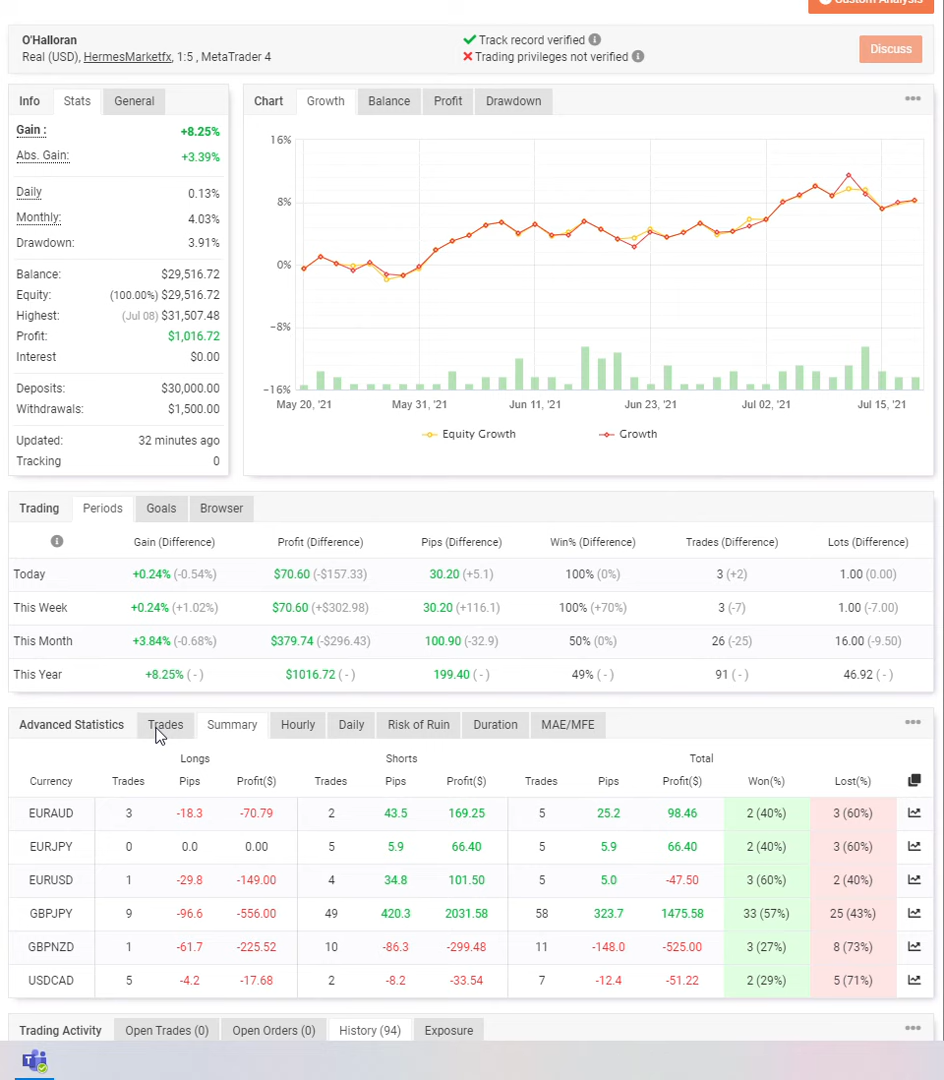 Custom Analysis
O'Halloran
Real (USD), HermesMarketfx, 1:5 , MetaTrader 4
Track record verified
Trading privileges not verified
Discuss
Info Stats General
Gain : +8.25%
Abs. Gain: +3.39%
Daily 0.13%
Monthly: 4.03%
Drawdown: 3.91%
Balance: $29,516.72
Equity: (100.00%) $29,516.72
Highest: (Jul 08) $31,507.48
Profit: $1,016.72
Interest $0.00
Deposits: $30,000.00
Withdrawals: $1,500.00
Updated: 32 minutes ago
Tracking 0
Chart Growth Balance Profit Drawdown
16%
8%
0%
-8%
-16%
May 20, '21 May 31, '21 Jun 11, '21 Jun 23, '21 Jul 02, '21 Jul 15, '21
Equity Growth Growth
Trading Periods Goals Browser
Gain (Difference) Profit (Difference) Pips (Difference) Win% (Difference) Trades (Difference) Lots (Difference)
Today +0.24% (-0.54%) $70.60 (-$157.33) 30.20 (+5.1) 100% (0%) 3 (+2) 1.00 (0.00)
This Week +0.24% (+1.02%) $70.60 (+$302.98) 30.20 (+116.1) 100% (+70%) 3 (-7) 1.00 (-7.00)
This Month +3.84% (-0.68%) $379.74 (-$296.43) 100.90 (-32.9) 50% (0%) 26 (-25) 16.00 (-9.50)
This Year +8.25% ( - ) $1016.72 ( - ) 199.40 ( - ) 49% ( - ) 91 ( - ) 46.92 ( - )
Advanced Statistics Trades Summary Hourly Daily Risk of Ruin Duration MAE/MFE
Longs Shorts Total
Currency Trades Pips Profit($) Trades Pips Profit($) Trades Pips Profit($) Won(%) Lost(%)
EURAUD 3 -18.3 -70.79 2 43.5 169.25 5 25.2 98.46 2 (40%) 3 (60%)
EURJPY 0 0.0 0.00 5 5.9 66.40 5 5.9 66.40 2 (40%) 3 (60%)
EURUSD 1 -29.8 -149.00 4 34.8 101.50 5 5.0 -47.50 3 (60%) 2 (40%)
GBPJPY 9 -96.6 -556.00 49 420.3 2031.58 58 323.7 1475.58 33 (57%) 25 (43%)
GBPNZD 1 -61.7 -225.52 10 -86.3 -299.48 11 -148.0 -525.00 3 (27%) 8 (73%)
USDCAD 5 -4.2 -17.68 2 -8.2 -33.54 7 -12.4 -51.22 2 (29%) 5 (71%)
Trading Activity Open Trades (0) Open Orders (0) History (94) Exposure